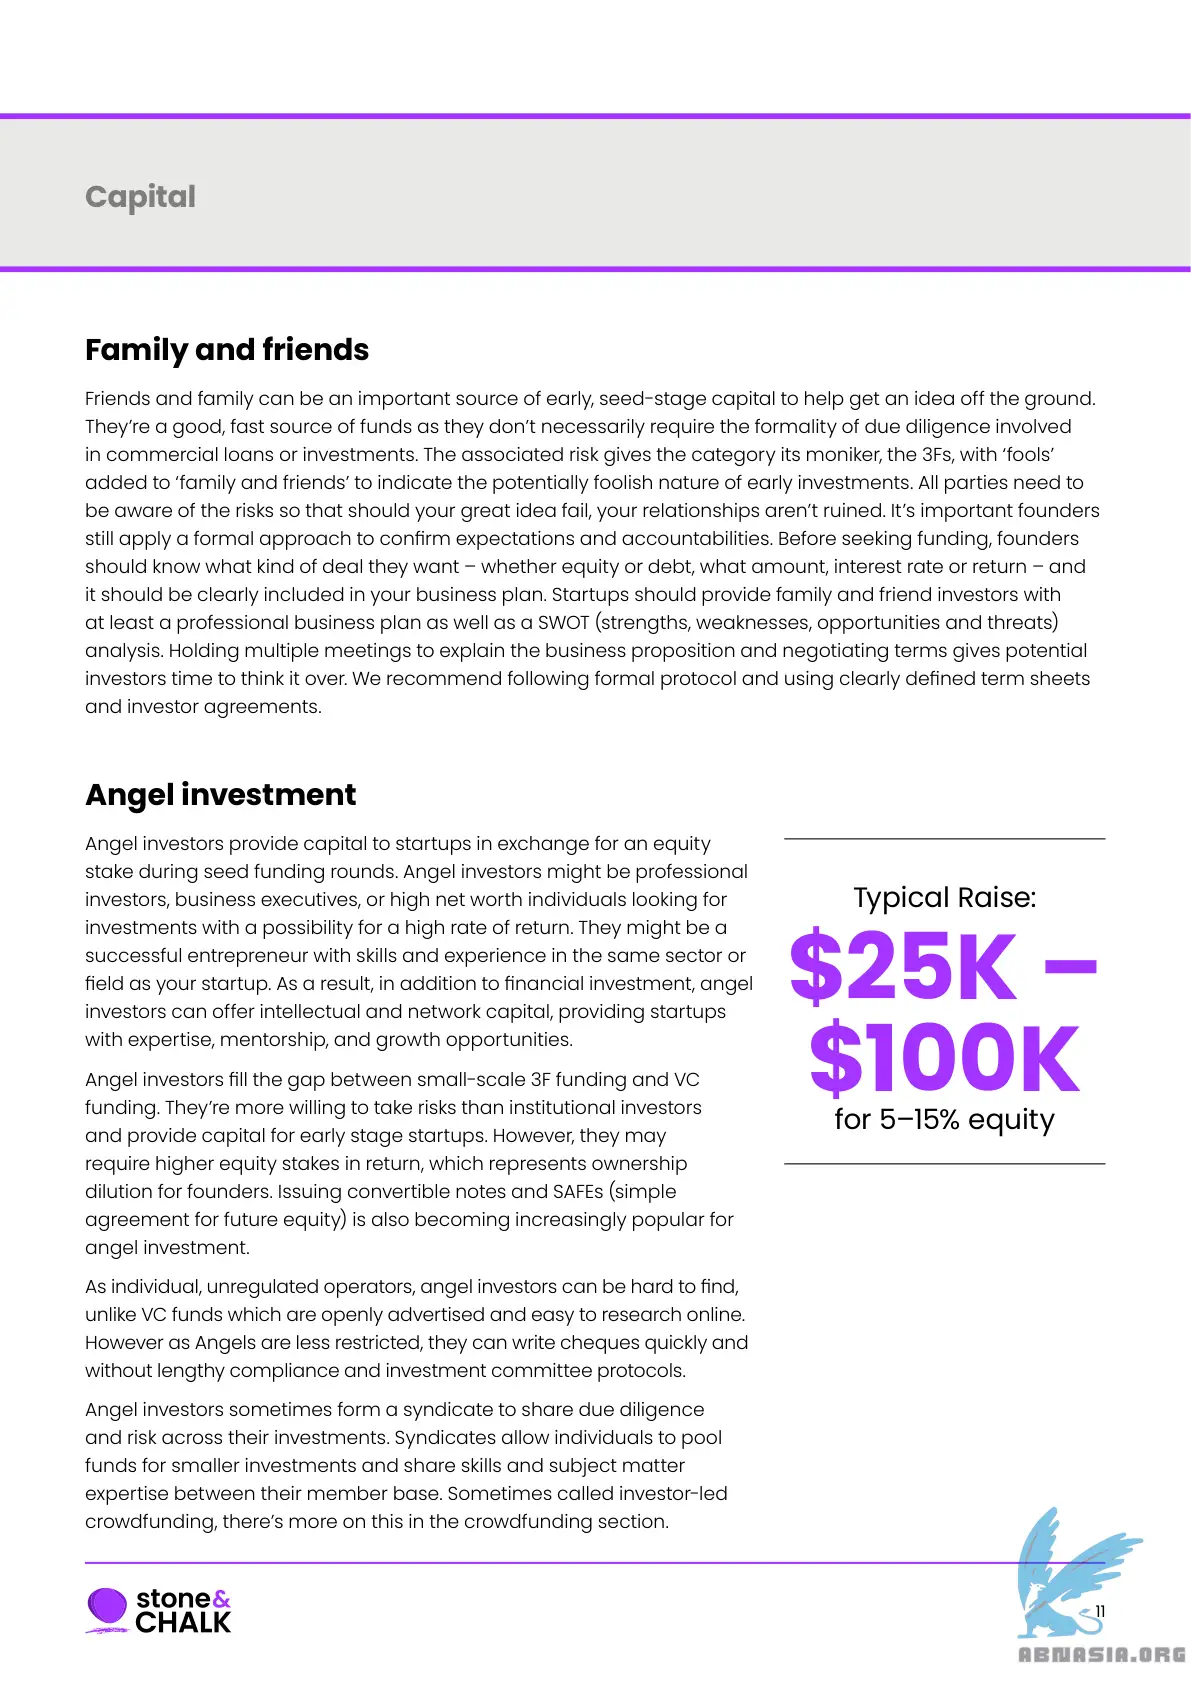 Capital
Family and friends
Friends and family can be an important source of early, seed-stage capital to help get an idea off the ground.
They’re a good, fast source of funds as they don’t necessarily require the formality of due diligence involved
in commercial loans or investments. The associated risk gives the category its moniker, the 3Fs, with ‘fools’
added to ‘family and friends’ to indicate the potentially foolish nature of early investments. All parties need to
be aware of the risks so that should your great idea fail, your relationships aren’t ruined. It’s important founders
still apply a formal approach to confirm expectations and accountabilities. Before seeking funding, founders
should know what kind of deal they want – whether equity or debt, what amount, interest rate or return – and
it should be clearly included in your business plan. Startups should provide family and friend investors with
at least a professional business plan as well as a SWOT (strengths, weaknesses, opportunities and threats)
analysis. Holding multiple meetings to explain the business proposition and negotiating terms gives potential
investors time to think it over. We recommend following formal protocol and using clearly defined term sheets
and investor agreements.
Angel investment
Angel investors provide capital to startups in exchange for an equity
stake during seed funding rounds. Angel investors might be professional
investors, business executives, or high net worth individuals looking for
investments with a possibility for a high rate of return. They might be a
successful entrepreneur with skills and experience in the same sector or
field as your startup. As a result, in addition to financial investment, angel
investors can offer intellectual and network capital, providing startups
with expertise, mentorship, and growth opportunities.
Angel investors fill the gap between small-scale 3F funding and VC
funding. They’re more willing to take risks than institutional investors
and provide capital for early stage startups. However, they may
require higher equity stakes in return, which represents ownership
dilution for founders. Issuing convertible notes and SAFEs (simple
agreement for future equity) is also becoming increasingly popular for
angel investment.
As individual, unregulated operators, angel investors can be hard to find,
unlike VC funds which are openly advertised and easy to research online.
However as Angels are less restricted, they can write cheques quickly and
without lengthy compliance and investment committee protocols.
Angel investors sometimes form a syndicate to share due diligence
and risk across their investments. Syndicates allow individuals to pool
funds for smaller investments and share skills and subject matter
expertise between their member base. Sometimes called investor-led
crowdfunding, there’s more on this in the crowdfunding section.
Typical Raise:
$25K –
$100K
for 5–15% equity
stone&
CHALK
11
ABNASIA.ORG